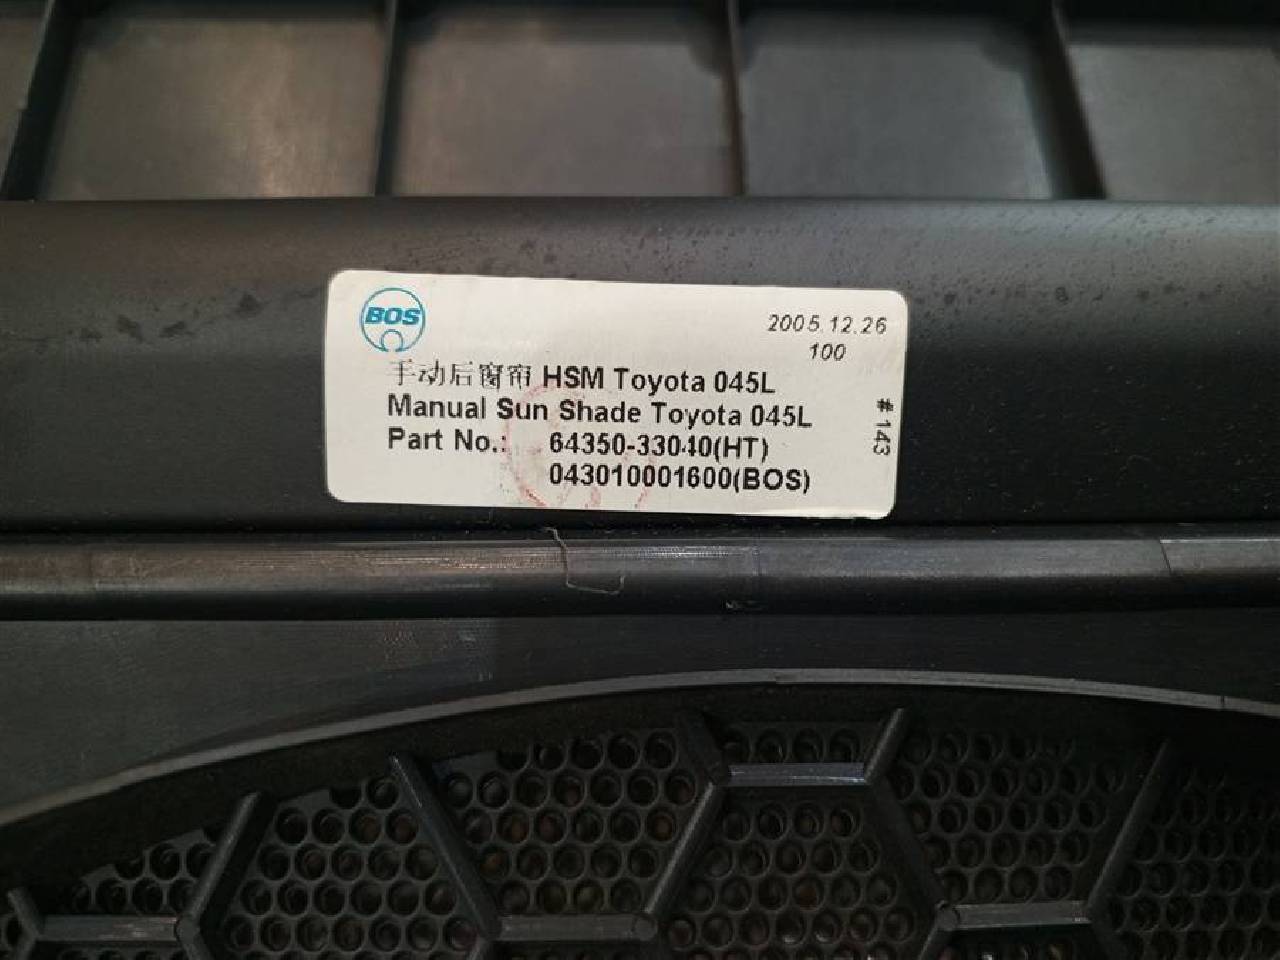 BOS
2005.12.26
100
手动后窗帘 HSM Toyota 045L
Manual Sun Shade Toyota 045L
Part No.: 64350-33040(HT)
043010001600(BOS)
#143